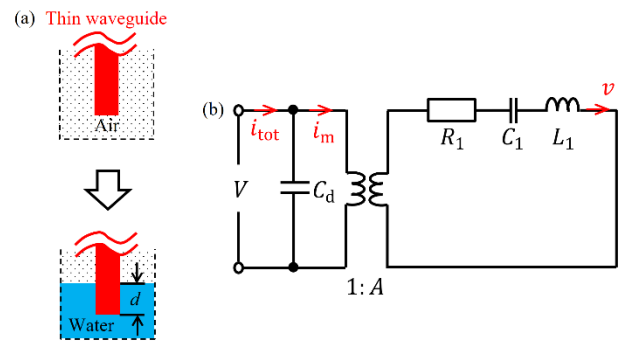 (a) Thin waveguide
Air
d
Water
(b)
i_tot
i_m
V
C_d
1: A
R_1
C_1
L_1
v